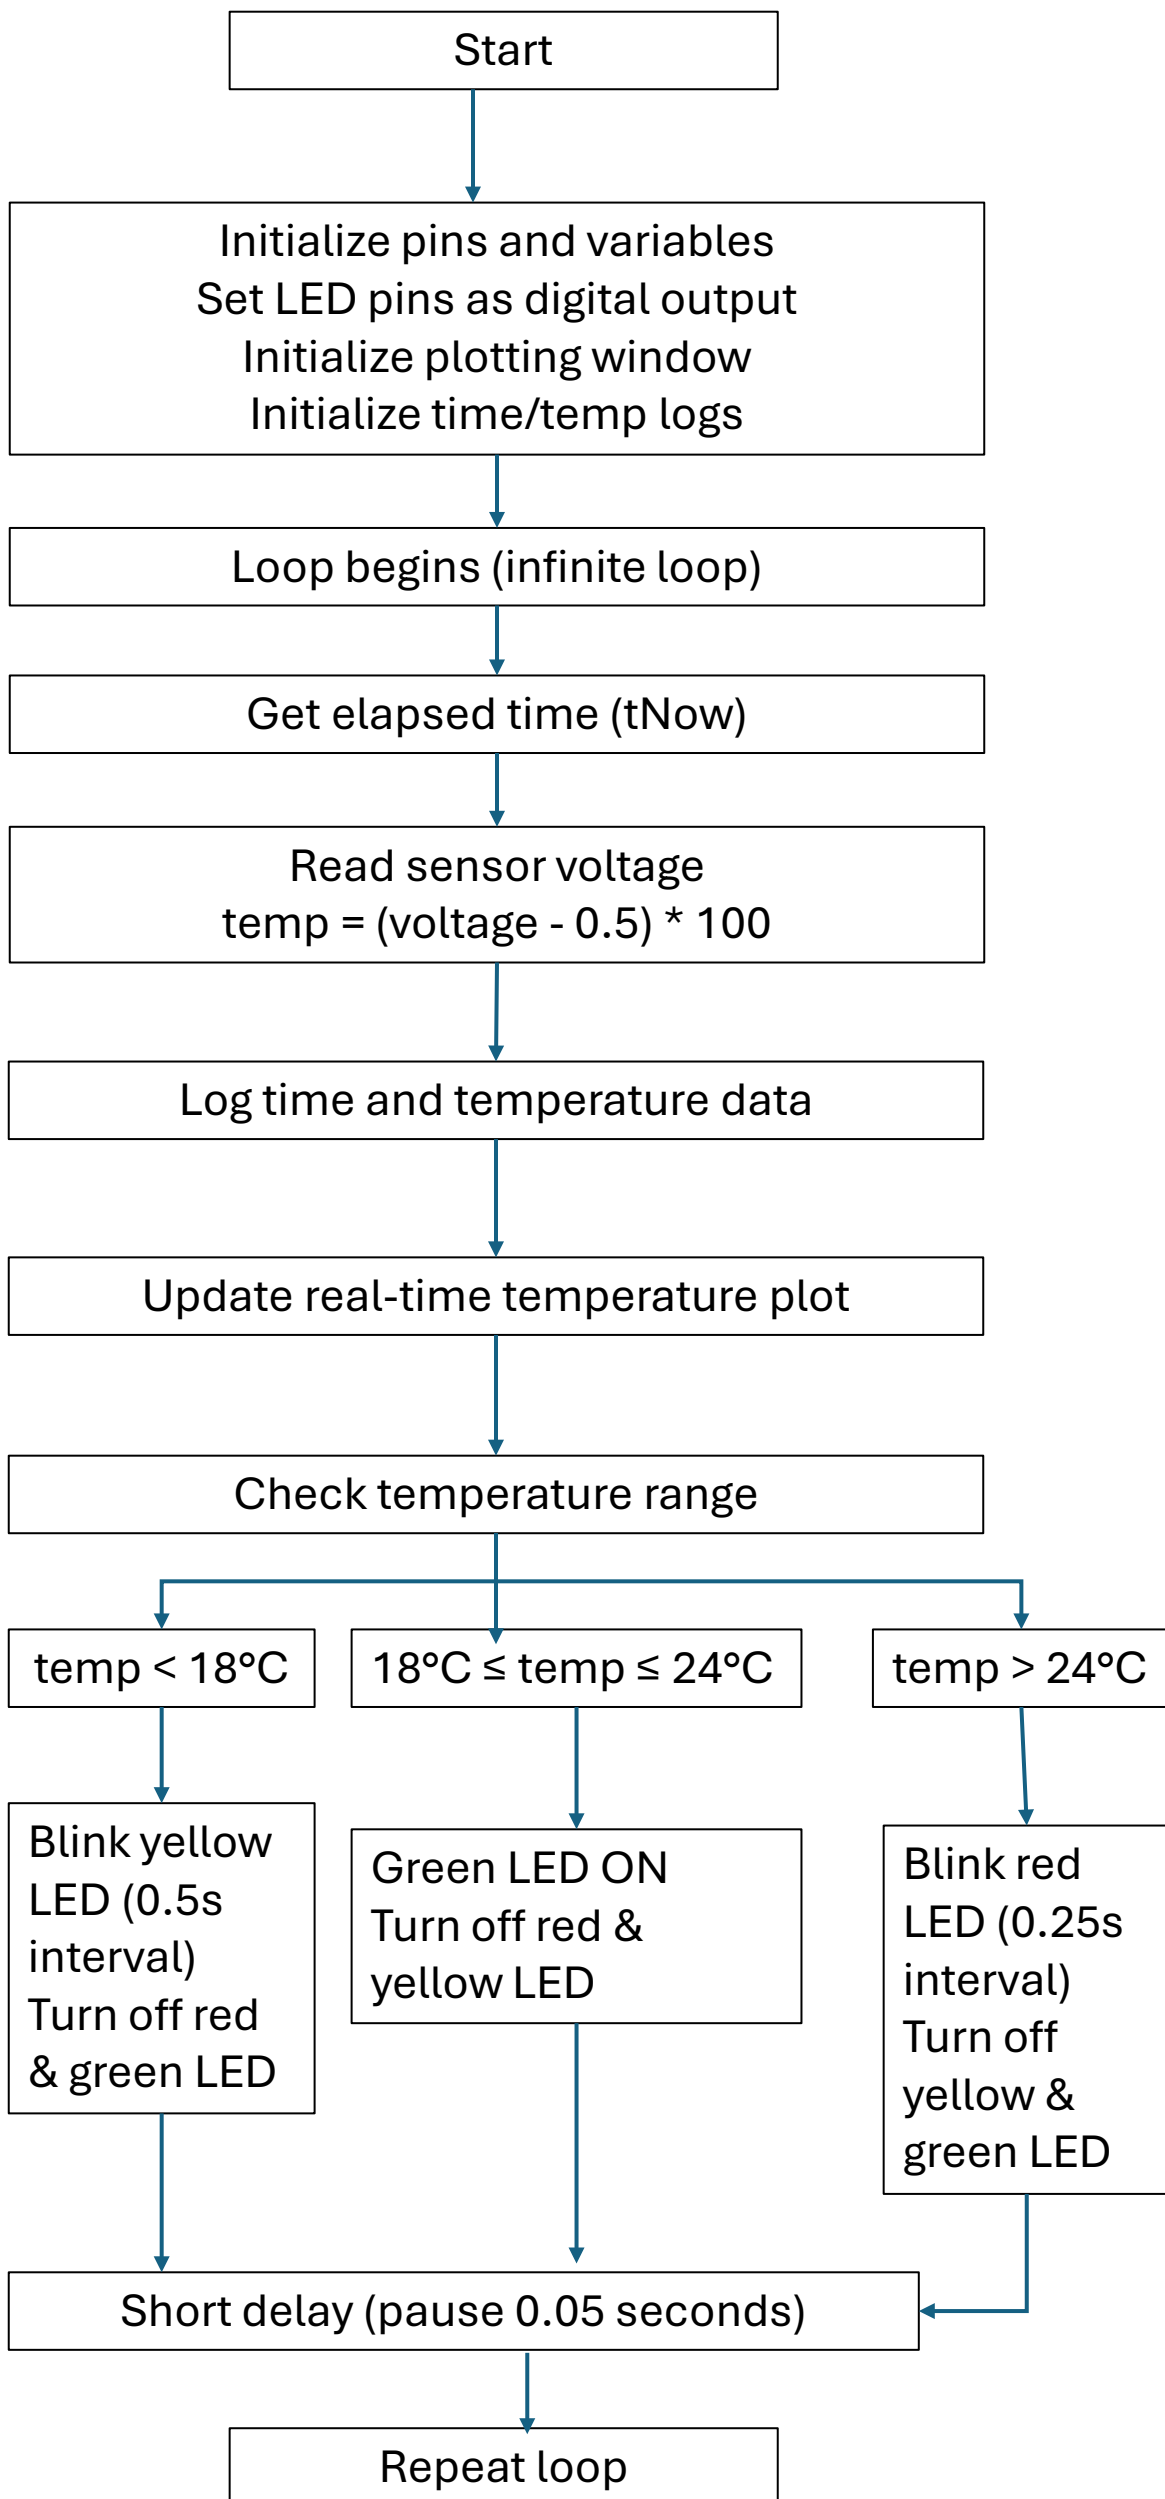 Start
Initialize pins and variables
Set LED pins as digital output
Initialize plotting window
Initialize time/temp logs
Loop begins (infinite loop)
Get elapsed time (tNow)
Read sensor voltage
temp = (voltage - 0.5) * 100
Log time and temperature data
Update real-time temperature plot
Check temperature range
temp < 18°C
18°C ≤ temp ≤ 24°C
temp > 24°C
Blink yellow
LED (0.5s
interval)
Turn off red
& green LED
Green LED ON
Turn off red &
yellow LED
Blink red
LED (0.25s
interval)
Turn off
yellow &
green LED
Short delay (pause 0.05 seconds)
Repeat loop